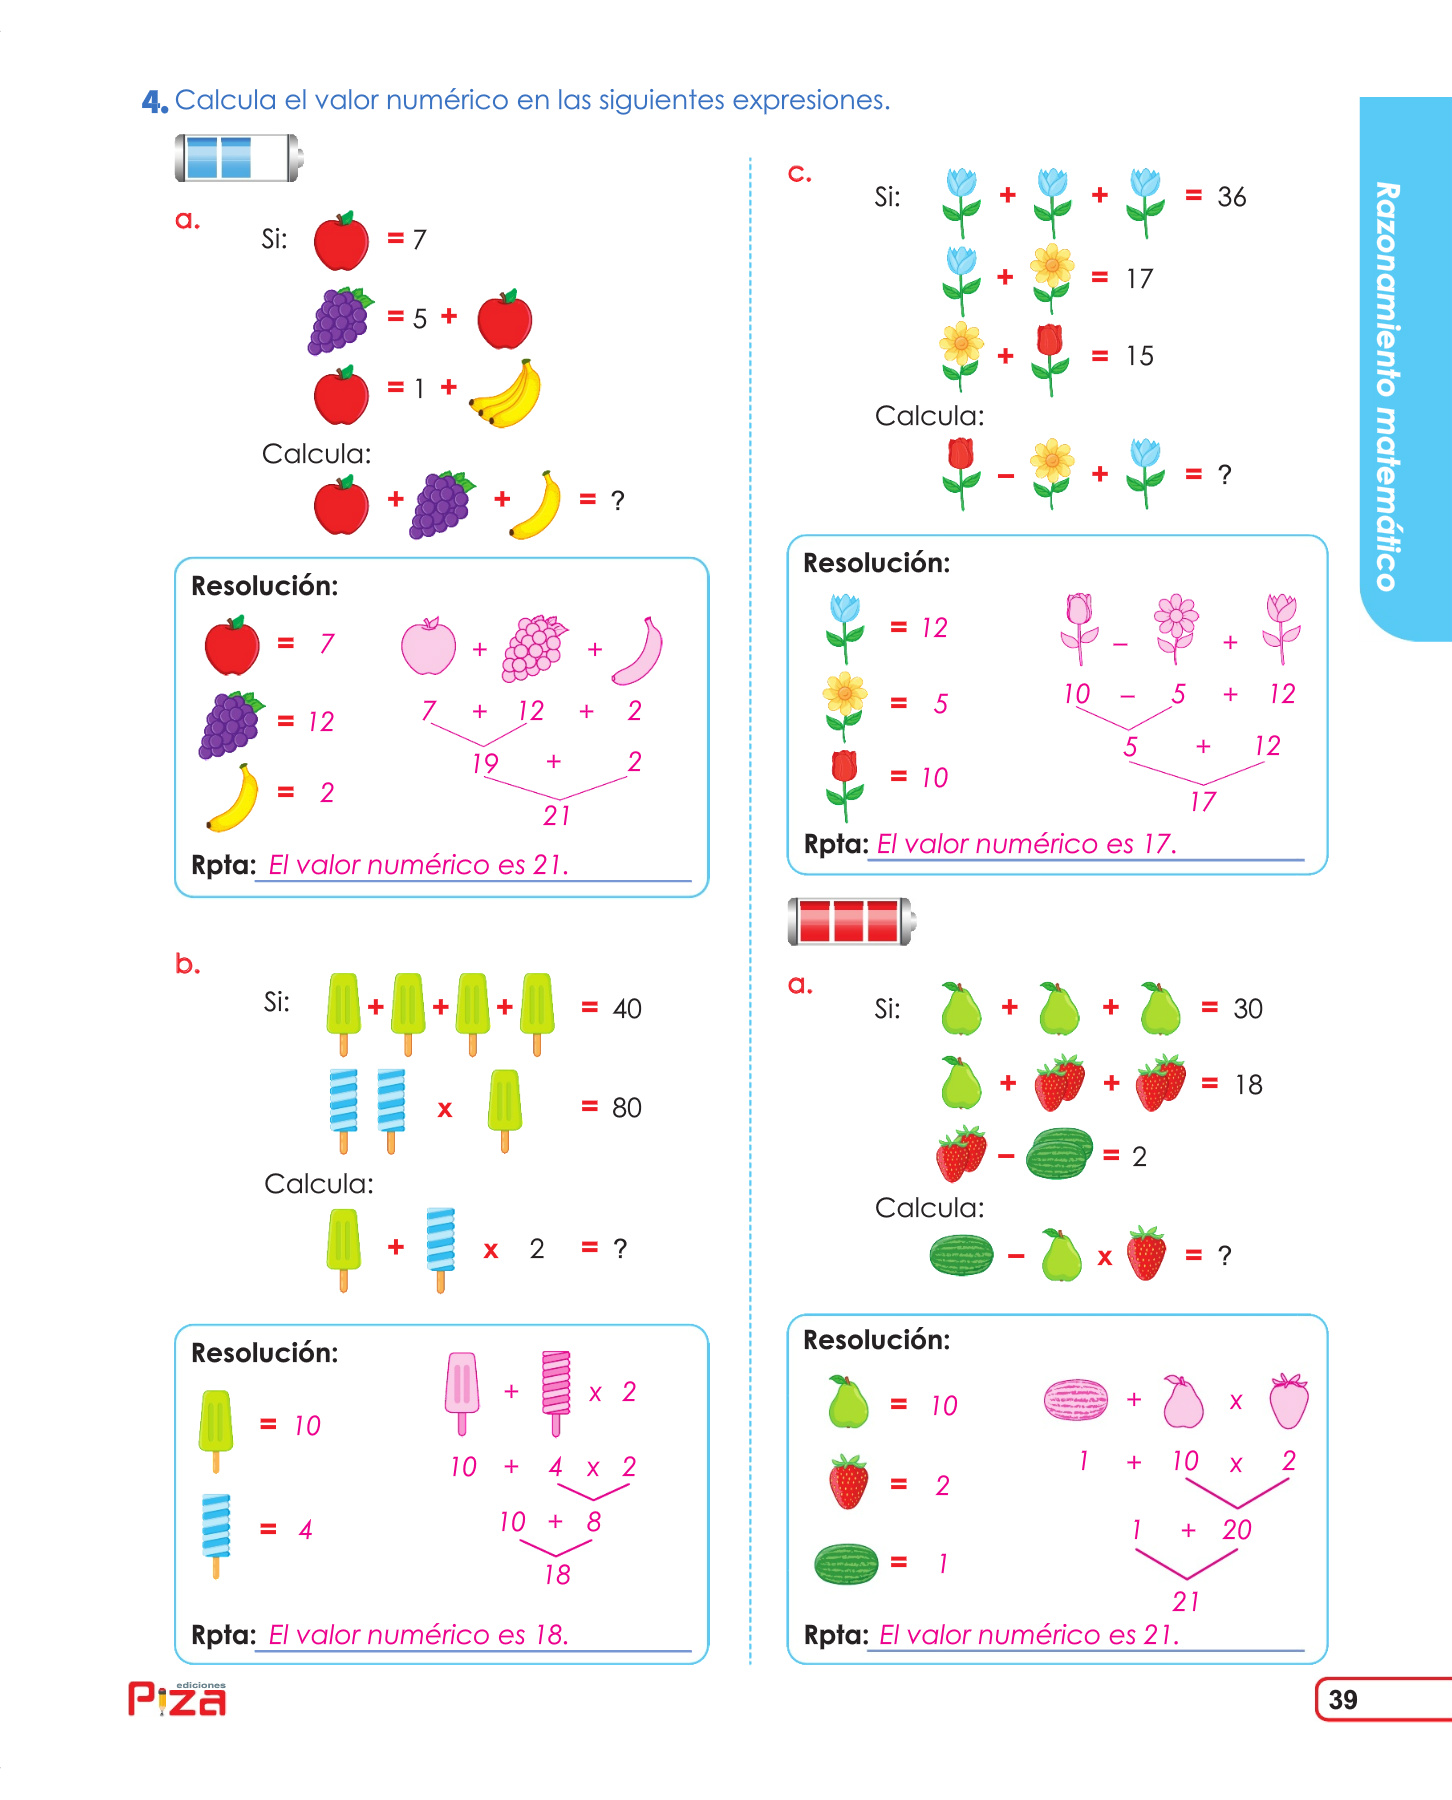 4. Calcula el valor numérico en las siguientes expresiones.
a.
Si: = 7
= 5 +
= 1 +
Calcula:
+ + = ?
Resolución:
= 7
+ +
= 12
7 + 12 + 2
19 + 2
= 2
21
Rpta: El valor numérico es 21.
b.
Si: + + + = 40
x = 80
Calcula:
+ x 2 = ?
Resolución:
+ x 2
= 10
10 + 4 x 2
10 + 8
= 4
18
Rpta: El valor numérico es 18.
c.
Si: + + = 36
+ = 17
+ = 15
Calcula:
– + = ?
Resolución:
= 12
– +
= 5
10 – 5 + 12
5 + 12
= 10
17
Rpta: El valor numérico es 17.
a.
Si: + + = 30
+ + = 18
– = 2
Calcula:
– x = ?
Resolución:
= 10
+ x
1 + 10 x 2
= 2
1 + 20
= 1
21
Rpta: El valor numérico es 21.
Razonamiento matemático
ediciones
Piza
39